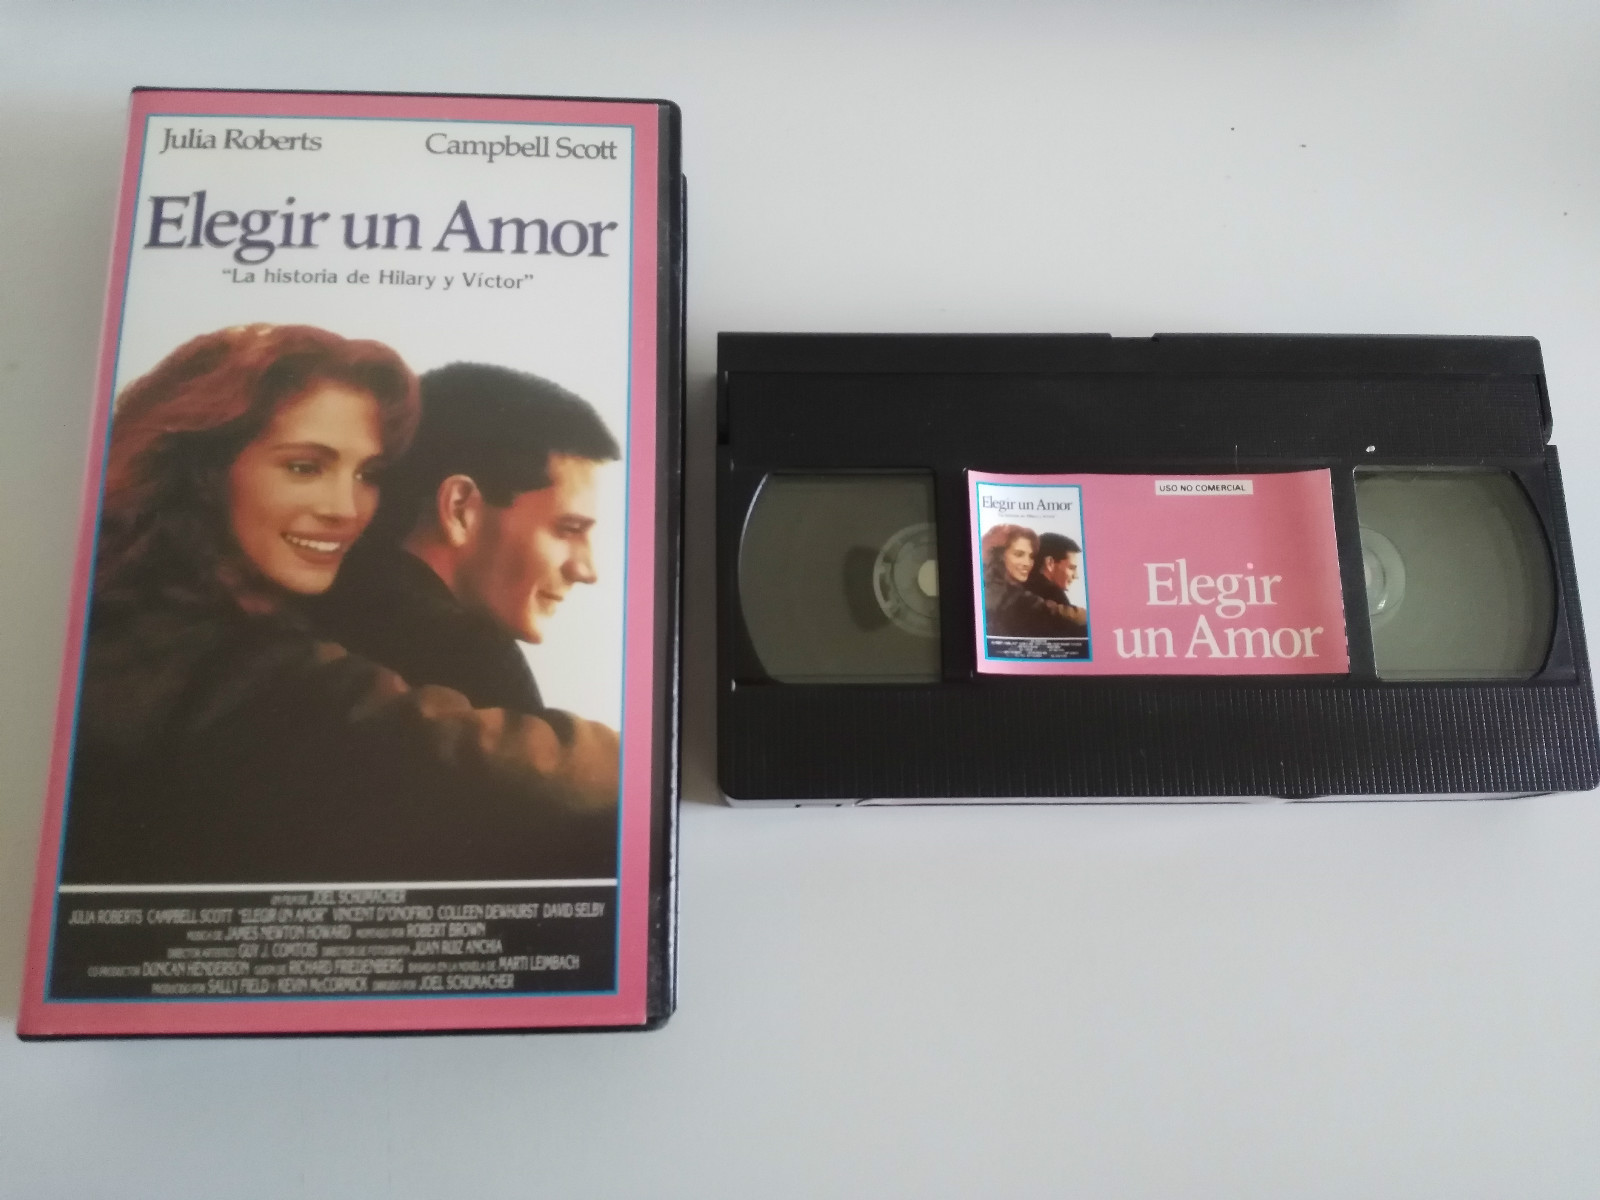 Julia Roberts Campbell Scott
Elegir un Amor
"La historia de Hilary y Víctor"
UN FILM DE JOEL SCHUMACHER
JULIA ROBERTS CAMPBELL SCOTT "ELEGIR UN AMOR" VINCENT D'ONOFRIO COLLEEN DEWHURST DAVID SELBY
MUSICA DE JAMES NEWTON HOWARD MONTADO POR ROBERT BROWN
DIRECTOR ARTISTICO GUY J. COMTOIS DIRECTOR DE FOTOGRAFIA JUAN RUIZ ANCHIA
CO-PRODUCTOR DUNCAN HENDERSON GUION DE RICHARD FRIEDENBERG BASADA EN LA NOVELA DE MARTI LEIMBACH
PRODUCIDO POR SALLY FIELD Y KEVIN McCORMICK DIRIGIDO POR JOEL SCHUMACHER
USO NO COMERCIAL
Elegir un Amor
Elegir
un Amor